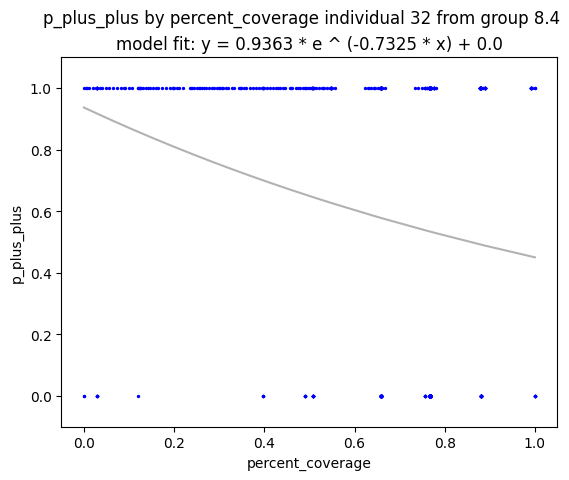 p_plus_plus by percent_coverage individual 32 from group 8.4
model fit: y = 0.9363 * e ^ (-0.7325 * x) + 0.0
1.0
0.8
0.6
0.4
0.2
0.0
p_plus_plus
0.0 0.2 0.4 0.6 0.8 1.0
percent_coverage